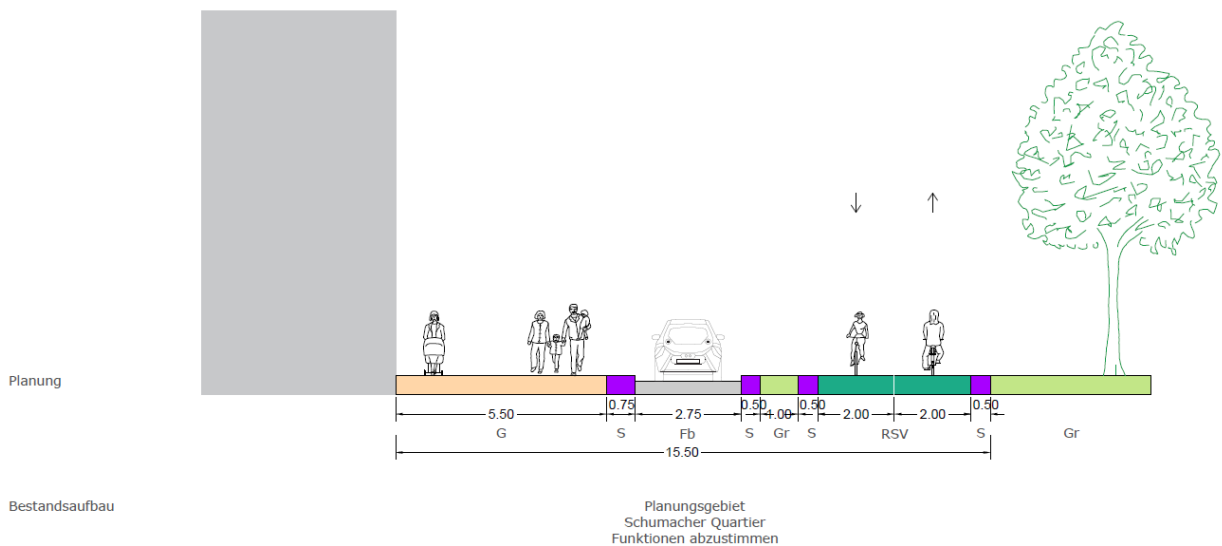 Planung
0.75 0.50 0.50 0.50
5.50 2.75 1.00 2.00 2.00
G S Fb S Gr S RSV S Gr
15.50
Bestandsaufbau
Planungsgebiet
Schumacher Quartier
Funktionen abzustimmen